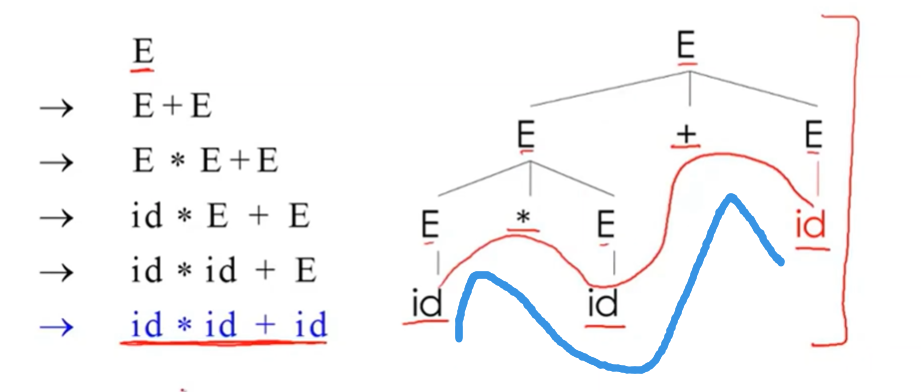 E
→ E + E
→ E * E + E
→ id * E + E
→ id * id + E
→ id * id + id
E
E + E
E * E id
id id